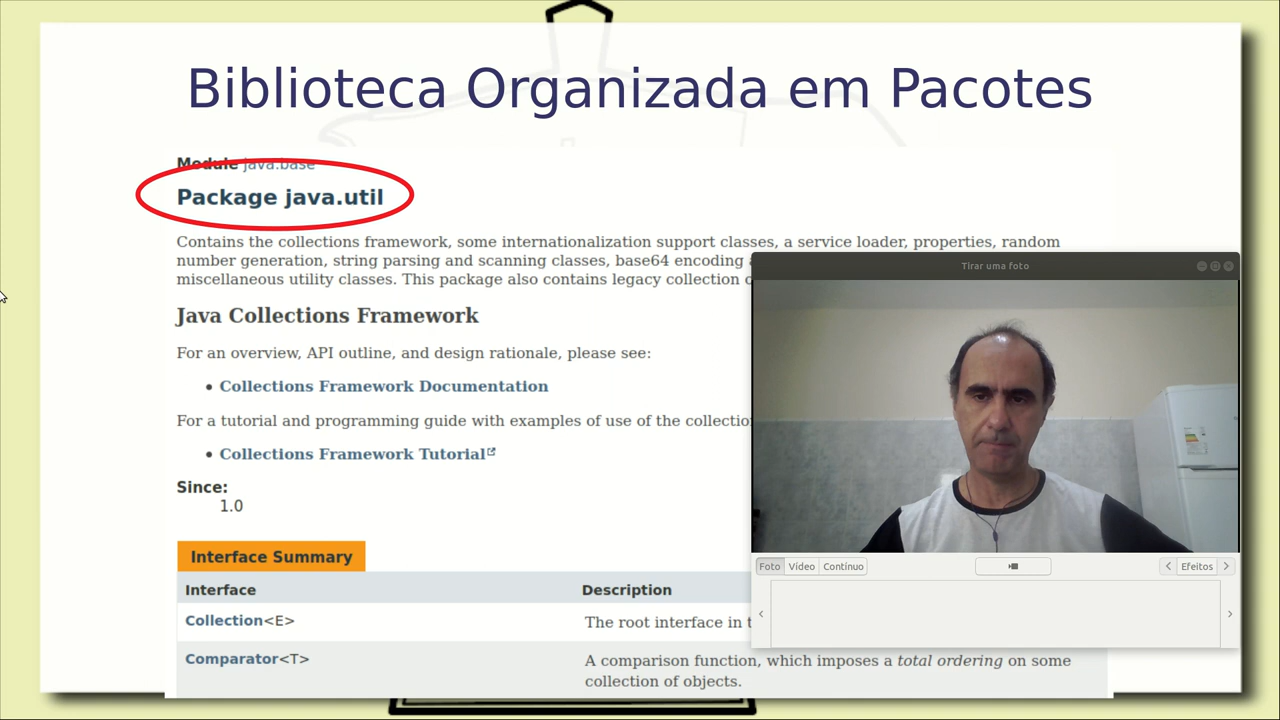 Biblioteca Organizada em Pacotes
Module java.base
Package java.util
Contains the collections framework, some internationalization support classes, a service loader, properties, random
number generation, string parsing and scanning classes, base64 encoding
miscellaneous utility classes. This package also contains legacy collection
Java Collections Framework
For an overview, API outline, and design rationale, please see:
• Collections Framework Documentation
For a tutorial and programming guide with examples of use of the collectio
• Collections Framework Tutorial
Since:
1.0
Interface Summary
Interface Description
Collection<E> The root interface in
Comparator<T> A comparison function, which imposes a total ordering on some
collection of objects.
Tirar uma foto
Foto Vídeo Contínuo Efeitos